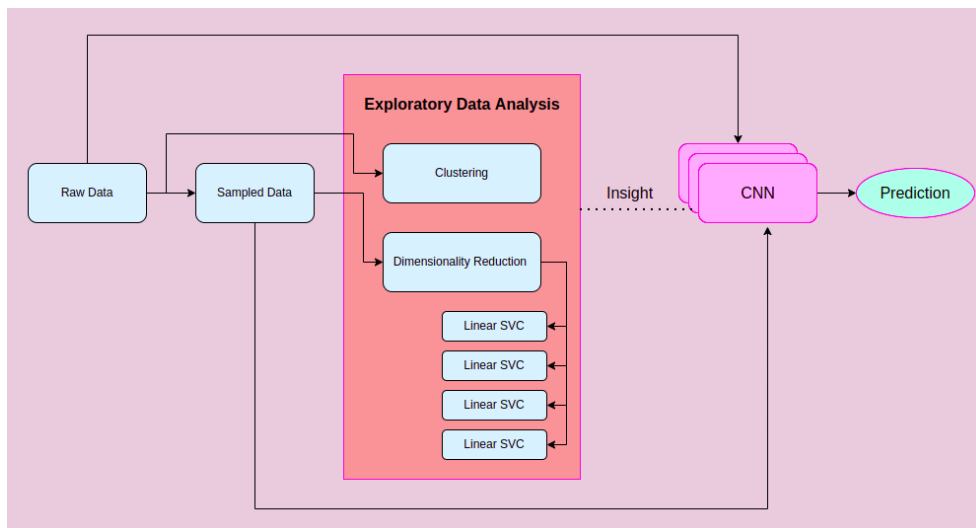 Exploratory Data Analysis
Raw Data
Sampled Data
Clustering
Dimensionality Reduction
Linear SVC
Linear SVC
Linear SVC
Linear SVC
Insight
CNN
Prediction